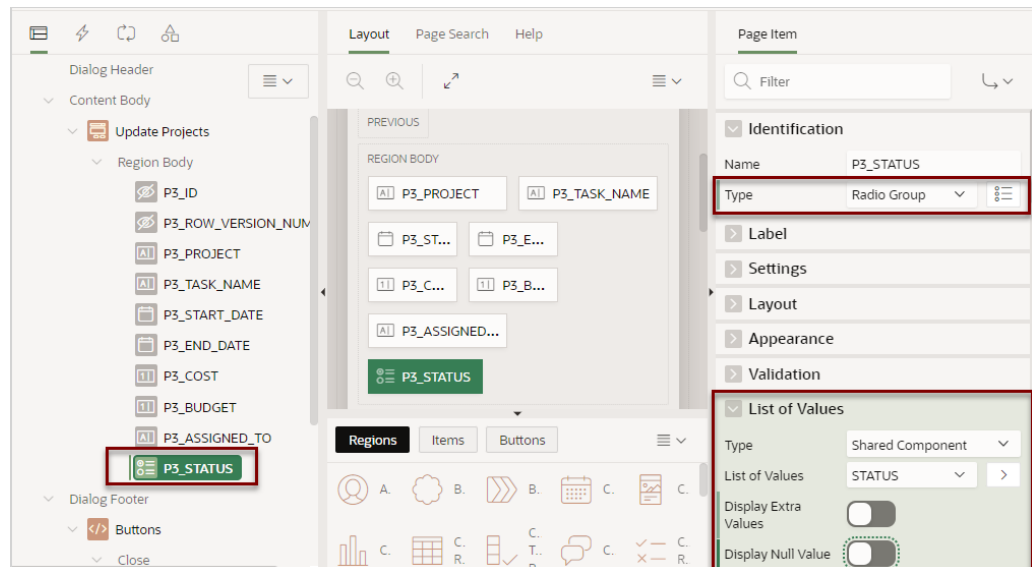 Dialog Header
Content Body
Update Projects
Region Body
P3_ID
P3_ROW_VERSION_NUM
P3_PROJECT
P3_TASK_NAME
P3_START_DATE
P3_END_DATE
P3_COST
P3_BUDGET
P3_ASSIGNED_TO
P3_STATUS
Dialog Footer
Buttons
Close
Layout Page Search Help
PREVIOUS
REGION BODY
P3_PROJECT P3_TASK_NAME
P3_ST... P3_E...
P3_C... P3_B...
P3_ASSIGNED...
P3_STATUS
Regions Items Buttons
A. B. B. C. C.
C. C. R. C. T.. C. C. R.
Page Item
Filter
Identification
Name P3_STATUS
Type Radio Group
Label
Settings
Layout
Appearance
Validation
List of Values
Type Shared Component
List of Values STATUS
Display Extra
Values
Display Null Value